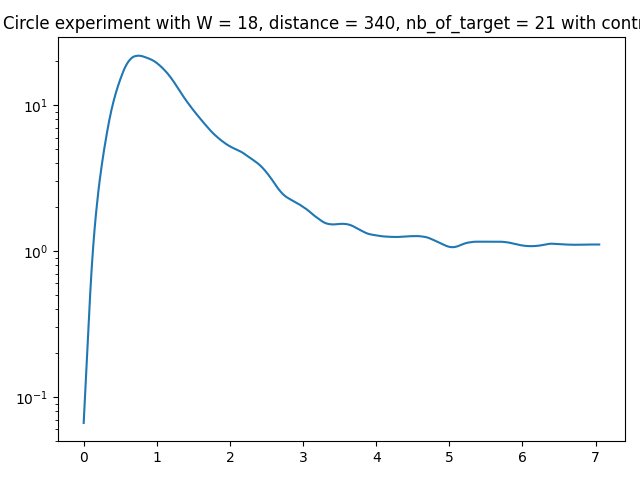 Circle experiment with W = 18, distance = 340, nb_of_target = 21 with contr
10¹
10⁰
10⁻¹
0 1 2 3 4 5 6 7